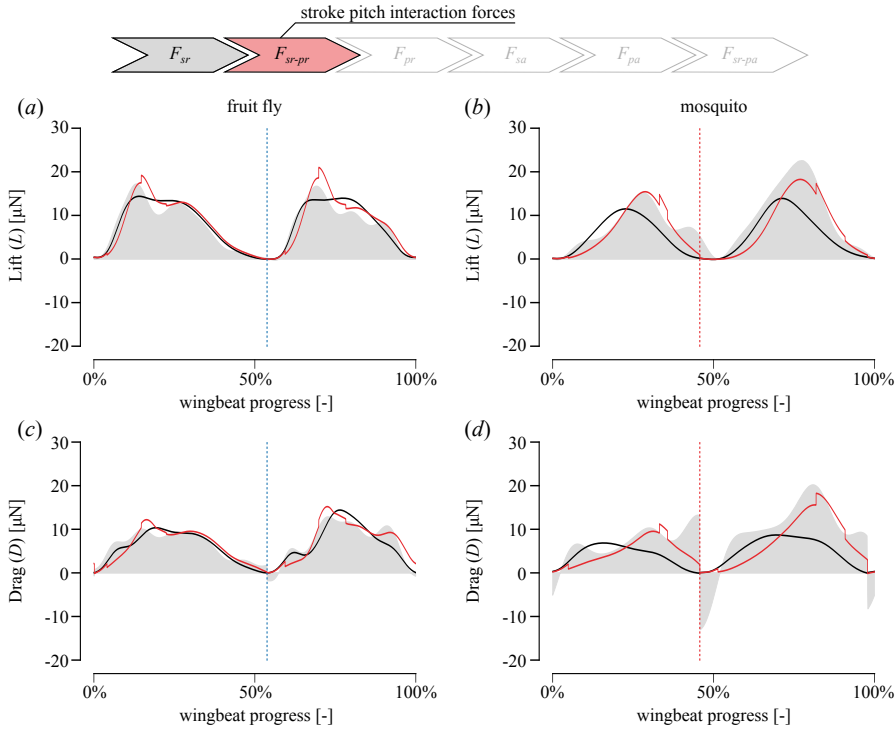 stroke pitch interaction forces
F_sr F_sr-pr F_pr F_sa F_pa F_sr-pa
(a) fruit fly (b) mosquito
30 30
20 20
10 10
0 0
-10 -10
-20 -20
Lift (L) [µN] Lift (L) [µN]
0% 50% 100% 0% 50% 100%
wingbeat progress [-] wingbeat progress [-]
(c) (d)
30 30
20 20
10 10
0 0
-10 -10
-20 -20
Drag (D) [µN] Drag (D) [µN]
0% 50% 100% 0% 50% 100%
wingbeat progress [-] wingbeat progress [-]